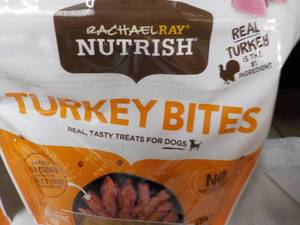 RACHAEL RAY
NUTRISH®
REAL
TURKEY
IS THE
#1
INGREDIENT
TURKEY BITES
REAL, TASTY TREATS FOR DOGS
NO